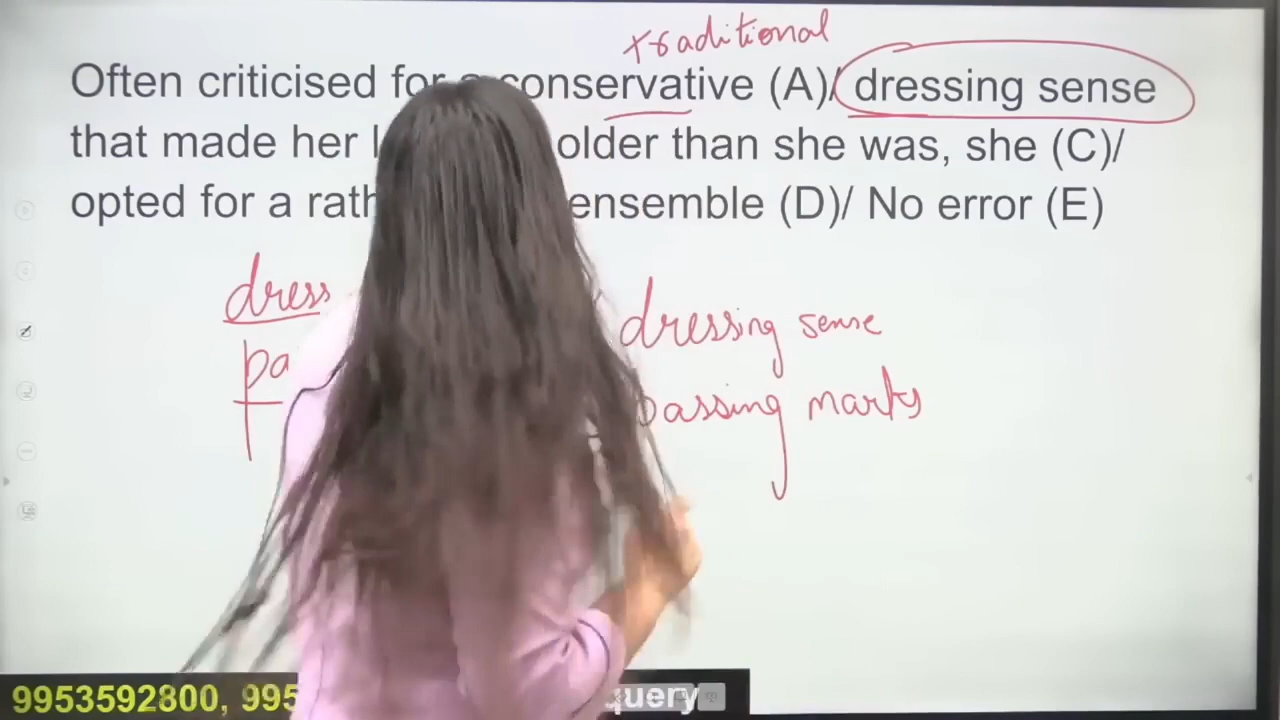 traditional
Often criticised for a conservative (A)/ dressing sense
that made her older than she was, she (C)/
opted for a ensemble (D)/ No error (E)
dress dressing sense
pa passing marks
9953592800, 995 query